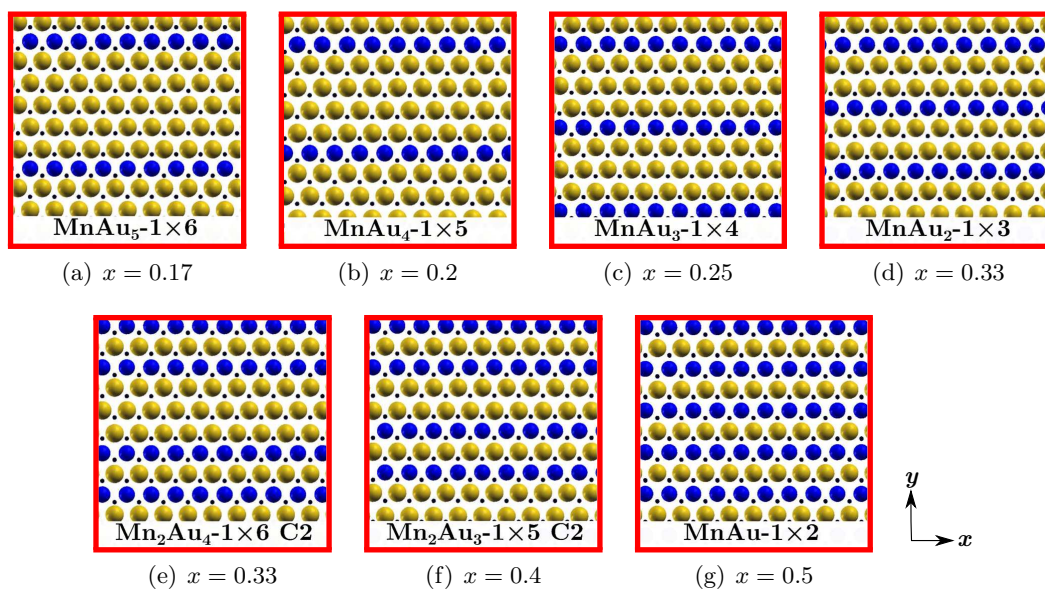 MnAu₅-1×6
MnAu₄-1×5
MnAu₃-1×4
MnAu₂-1×3
(a) x = 0.17
(b) x = 0.2
(c) x = 0.25
(d) x = 0.33
Mn₂Au₄-1×6 C2
Mn₂Au₃-1×5 C2
MnAu-1×2
y
x
(e) x = 0.33
(f) x = 0.4
(g) x = 0.5